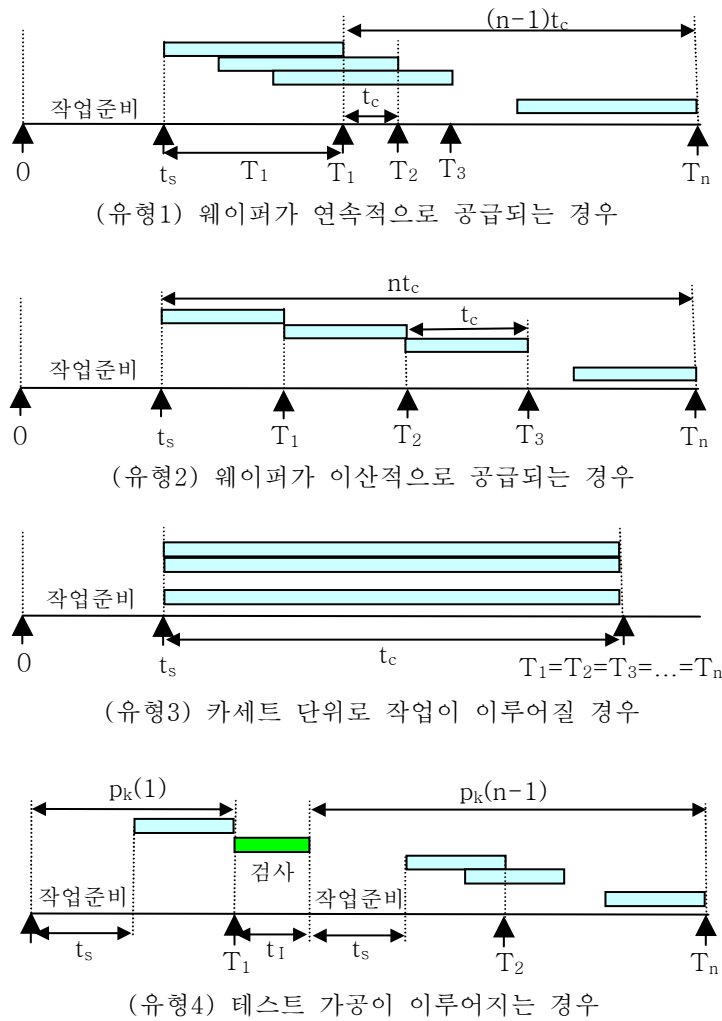 (n-1)tc
작업준비
tc
0 ts T1 T1 T2 T3 Tn
(유형1) 웨이퍼가 연속적으로 공급되는 경우
ntc
tc
작업준비
0 ts T1 T2 T3 Tn
(유형2) 웨이퍼가 이산적으로 공급되는 경우
작업준비
0 ts tc T1=T2=T3=...=Tn
(유형3) 카세트 단위로 작업이 이루어질 경우
pk(1) pk(n-1)
검사
작업준비 작업준비
ts T1 tI ts T2 Tn
(유형4) 테스트 가공이 이루어지는 경우